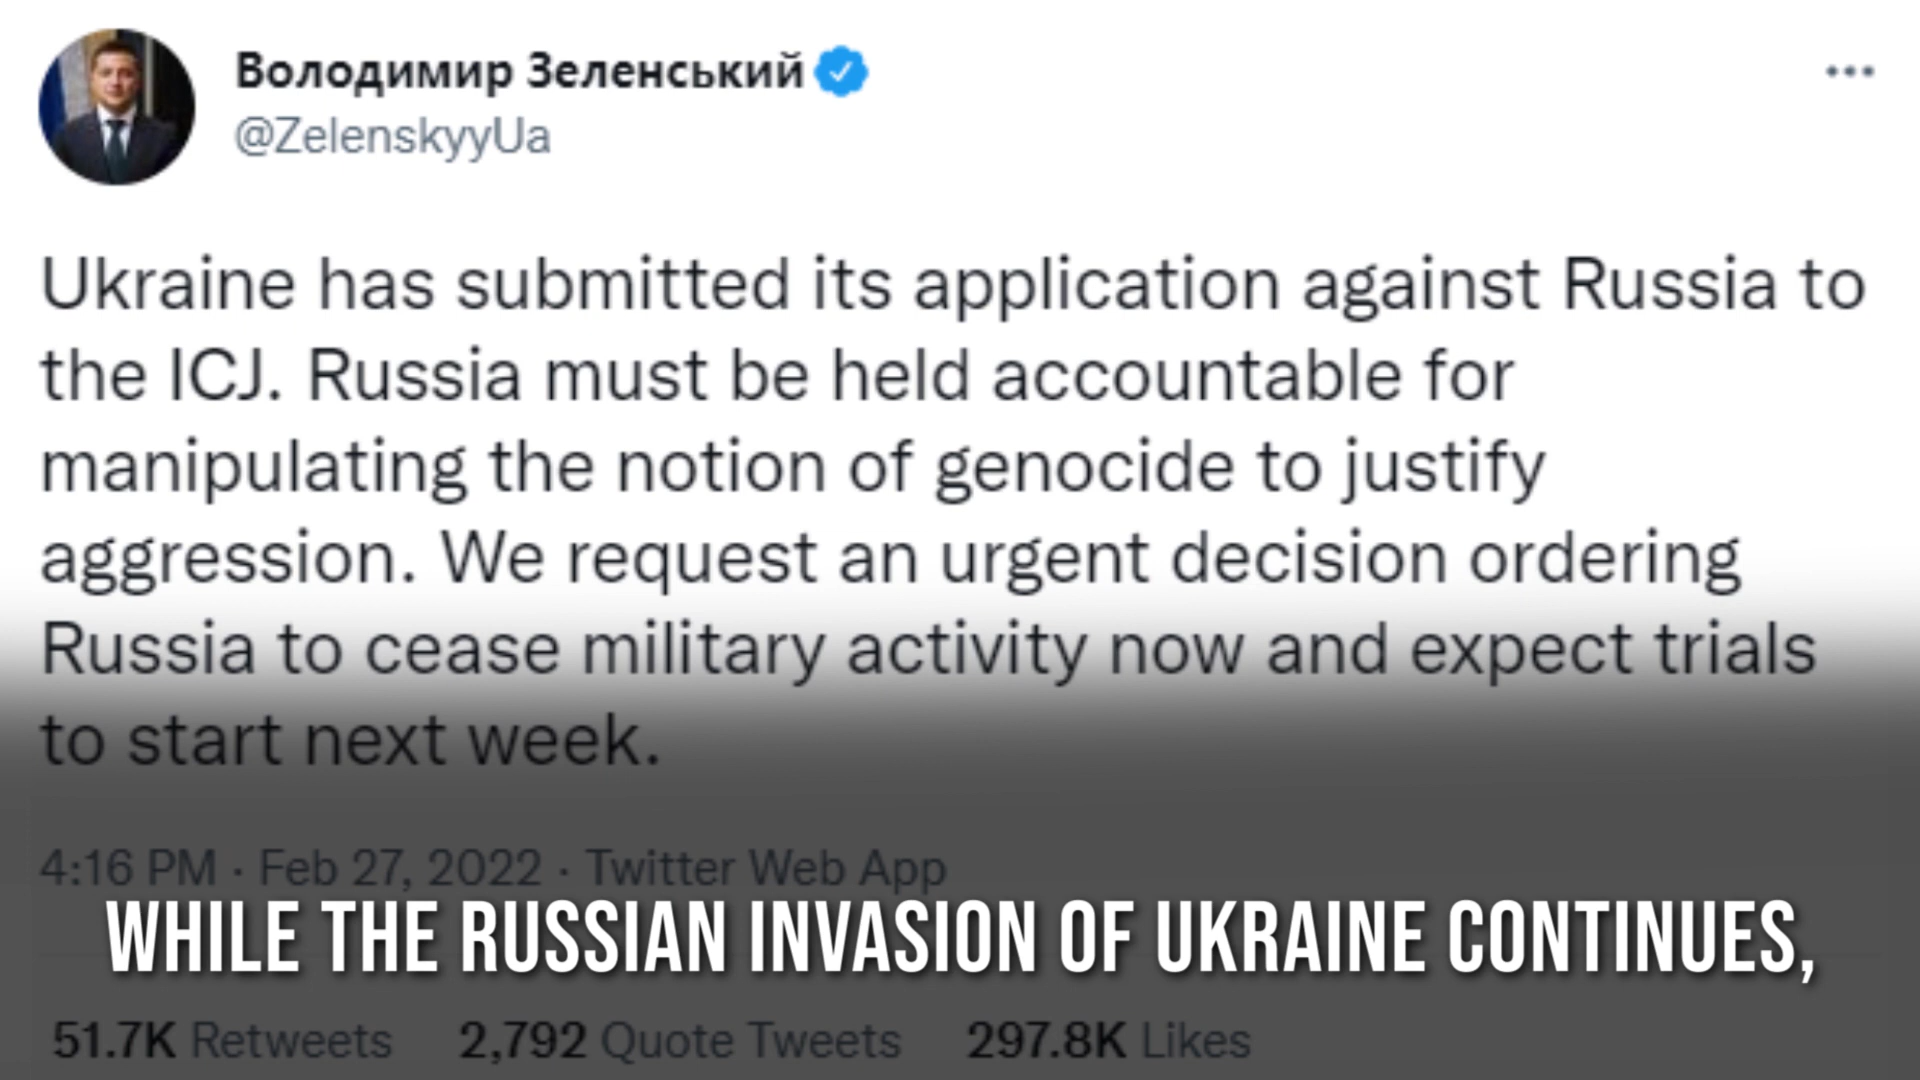 Володимир Зеленський
@ZelenskyyUa
Ukraine has submitted its application against Russia to
the ICJ. Russia must be held accountable for
manipulating the notion of genocide to justify
aggression. We request an urgent decision ordering
Russia to cease military activity now and expect trials
to start next week.
4:16 PM · Feb 27, 2022 · Twitter Web App
WHILE THE RUSSIAN INVASION OF UKRAINE CONTINUES,
51.7K Retweets 2,792 Quote Tweets 297.8K Likes